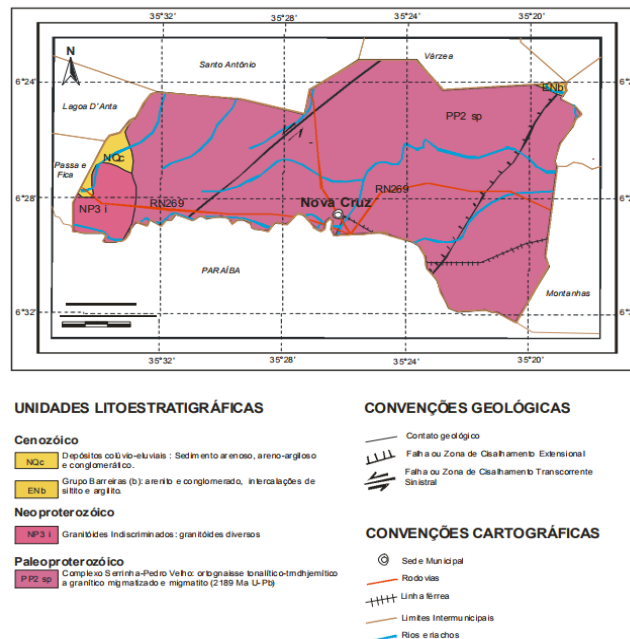 35°32'
35°28'
35°24'
35°20'
N
Santo Antônio
Várzea
6°24'
Lagoa D'Anta
ENb
PP2 sp
NQc
Passa e
Fica
6°28'
NP3 i
RN269
Nova Cruz
RN269
PARAÍBA
Montanhas
6°32'
35°32'
35°28'
35°24'
35°20'
UNIDADES LITOESTRATIGRÁFICAS
Cenozóico
NQc
Depósitos colúvio-eluviais : Sedimento arenoso, areno-argiloso
e conglomerático.
ENb
Grupo Barreiras (b): arenito e conglomerado, intercalações de
siltito e argilito.
Neoproterozóico
NP3 i
Granitóides Indiscriminados: granitóides diversos
Paleoproterozóico
PP2 sp
Complexo Serrinha-Pedro Velho: ortognaisse tonalítico-trndhjemítico
a granítico migmatizado e migmatito (2189 Ma U-Pb)
CONVENÇÕES GEOLÓGICAS
Contato geológico
Falha ou Zona de Cisalhamento Extensional
Falha ou Zona de Cisalhamento Transcorrente
Sinistral
CONVENÇÕES CARTOGRÁFICAS
Sede Municipal
Rodovias
Linha férrea
Limites Intermunicipais
Rios e riachos